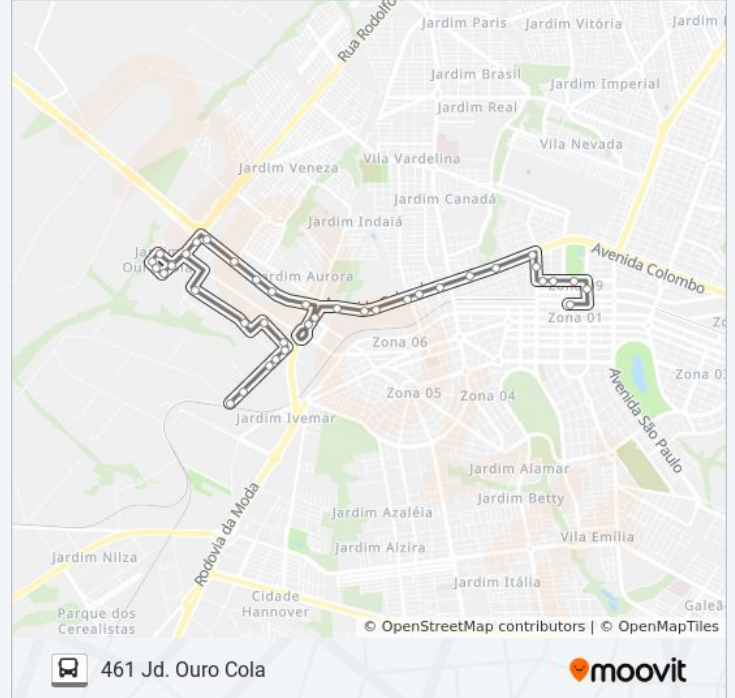 Jardim Paris
Jardim Vitória
Jardim I
Rua Rodolfo
Jardim Brasil
Jardim Imperial
Jardim Real
Vila Nevada
Vila Vardelina
Jardim Veneza
Jardim Canadá
Jardim Indaiá
Avenida Colombo
Jardim Aurora
Zona 01
Zona 06
Zona 05
Zona 04
Zona 03
Avenida São Paulo
Jardim Ivemar
Jardim Alamar
Jardim Betty
Rodovia da Moda
Jardim Azaléia
Vila Emília
Jardim Alzira
Jardim Nilza
Jardim Itália
Cidade
Hannover
Parque dos
Cerealistas
Galeã
© OpenStreetMap contributors | © OpenMapTiles
461 Jd. Ouro Cola
moovit